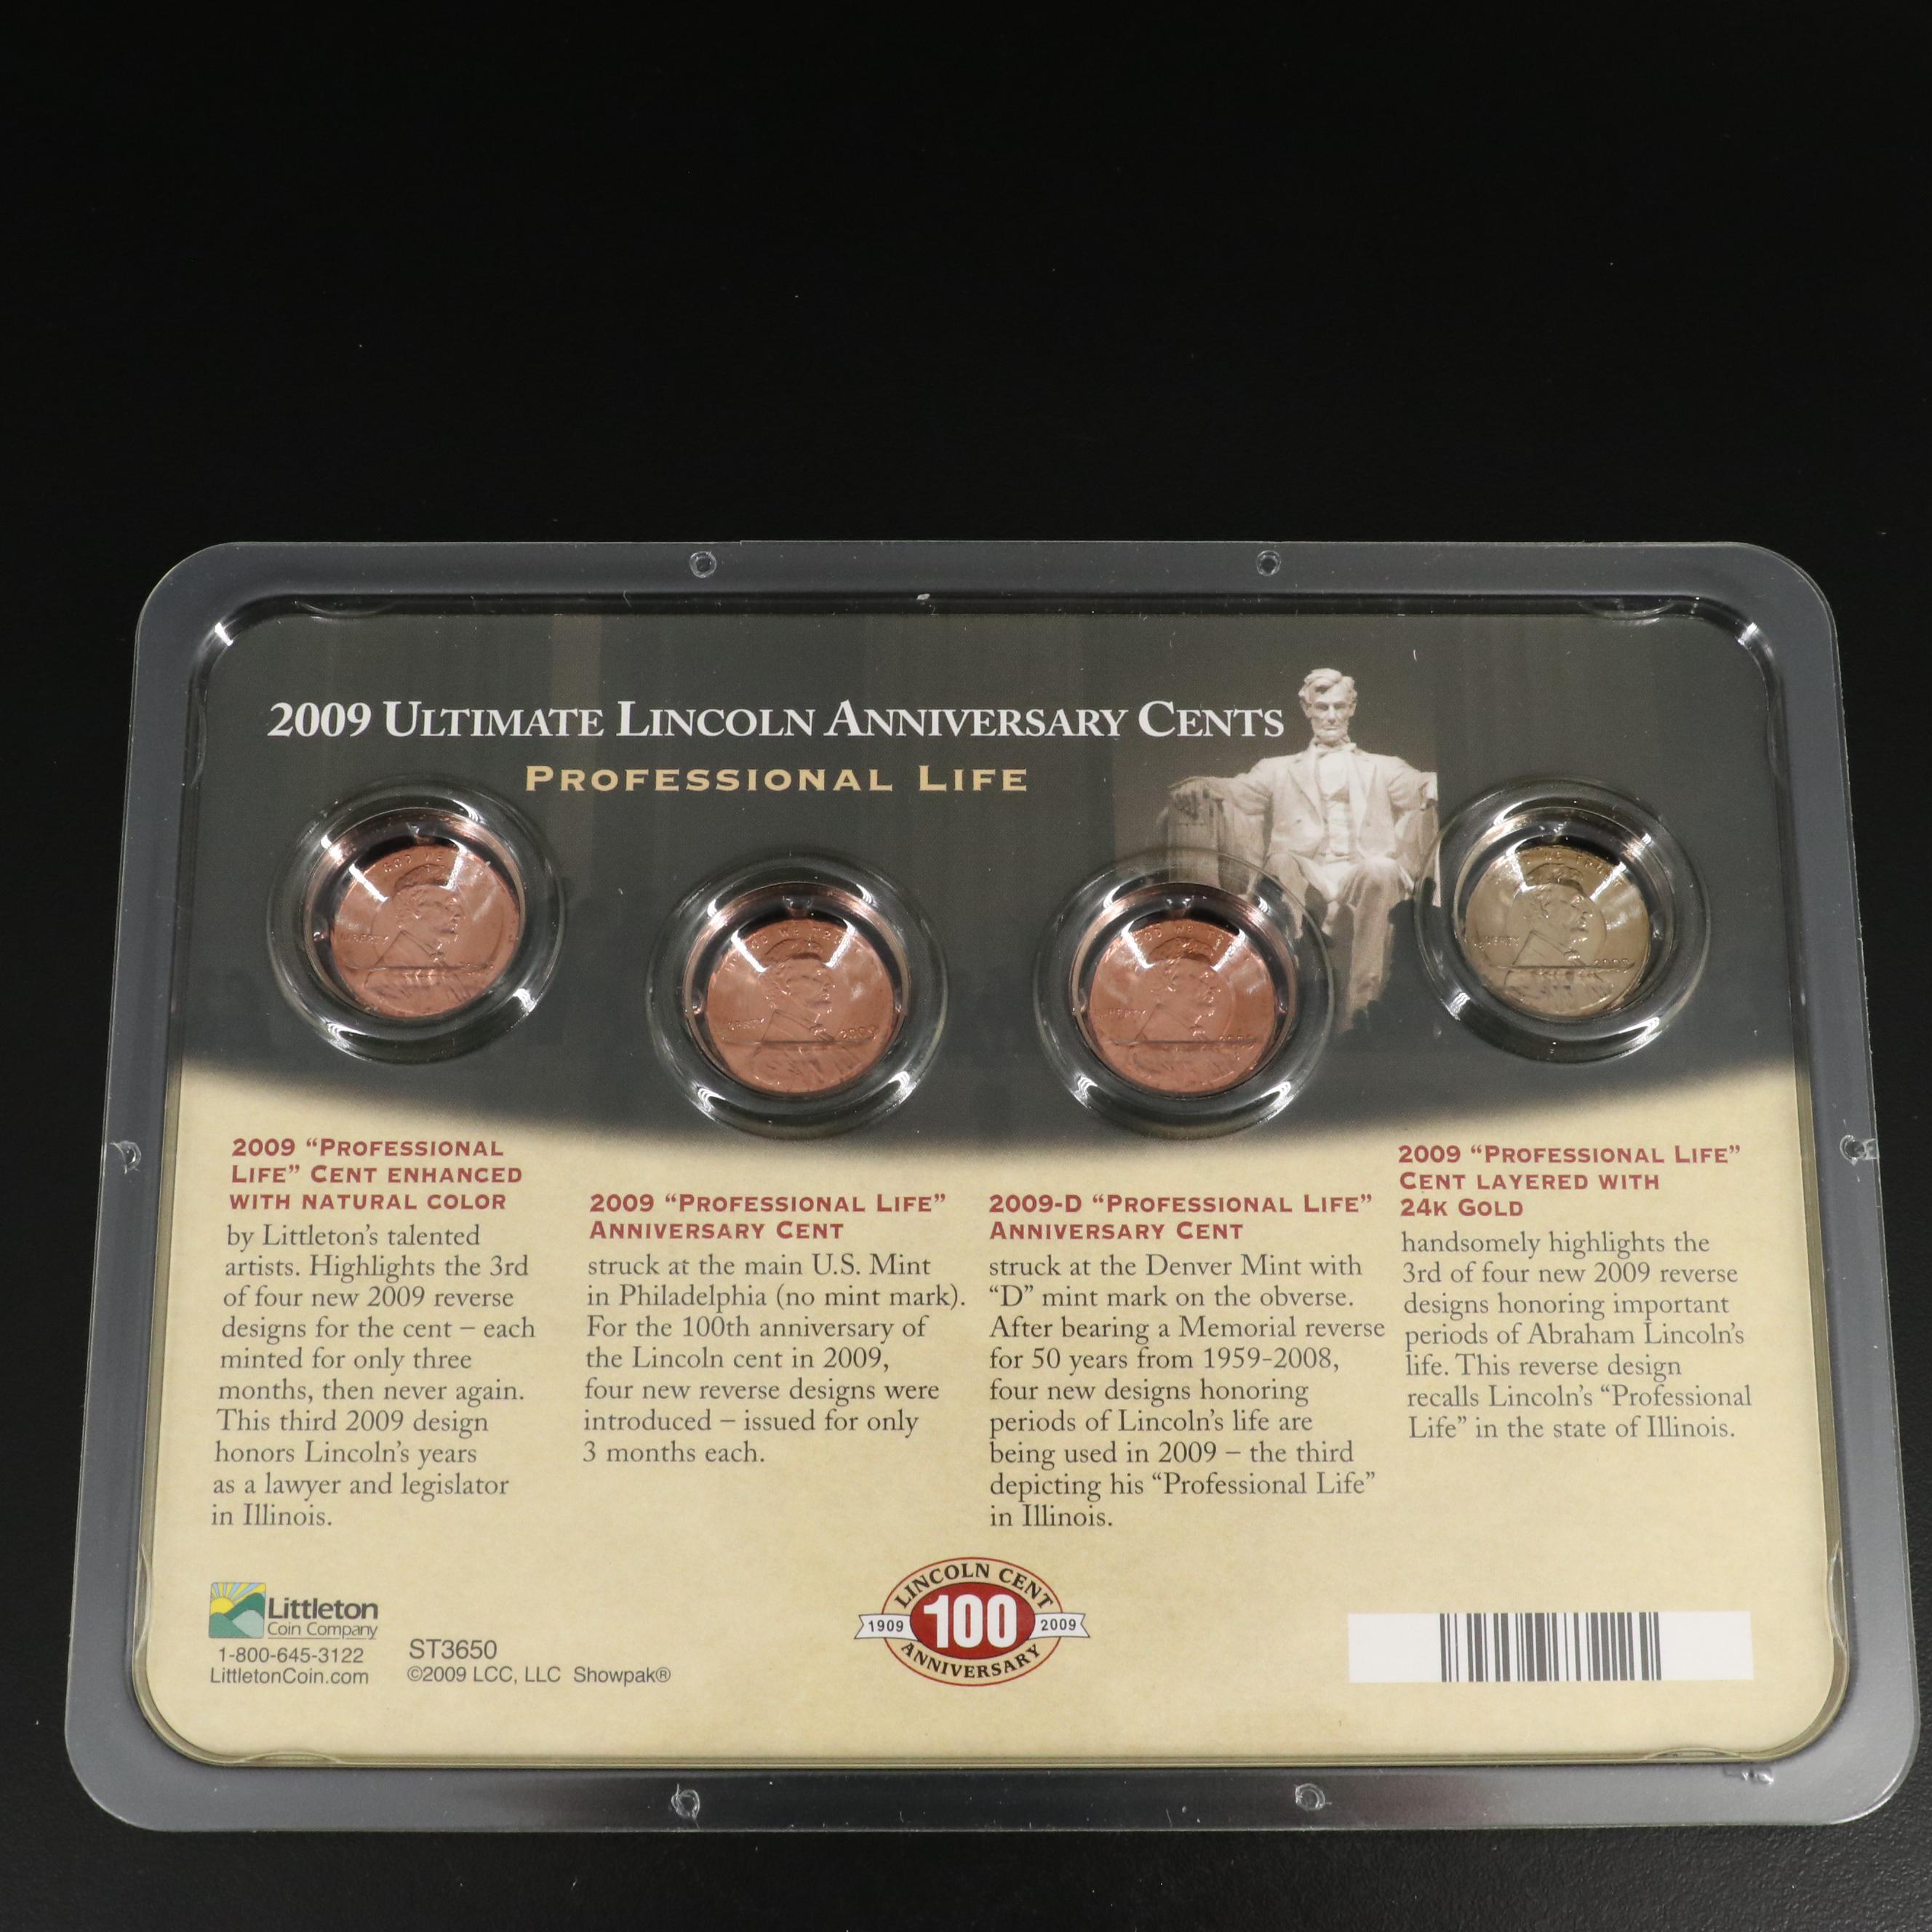 2009 Ultimate Lincoln Anniversary Cents
Professional Life
LIBERTY
LIBERTY
2009
LIBERTY
LIBERTY
2009 “Professional
Life” Cent enhanced
with natural color
by Littleton’s talented
artists. Highlights the 3rd
of four new 2009 reverse
designs for the cent – each
minted for only three
months, then never again.
This third 2009 design
honors Lincoln’s years
as a lawyer and legislator
in Illinois.
2009 “Professional Life”
Anniversary Cent
struck at the main U.S. Mint
in Philadelphia (no mint mark).
For the 100th anniversary of
the Lincoln cent in 2009,
four new reverse designs were
introduced – issued for only
3 months each.
2009-D “Professional Life”
Anniversary Cent
struck at the Denver Mint with
“D” mint mark on the obverse.
After bearing a Memorial reverse
for 50 years from 1959-2008,
four new designs honoring
periods of Lincoln’s life are
being used in 2009 – the third
depicting his “Professional Life”
in Illinois.
2009 “Professional Life”
Cent layered with
24k Gold
handsomely highlights the
3rd of four new 2009 reverse
designs honoring important
periods of Abraham Lincoln’s
life. This reverse design
recalls Lincoln’s “Professional
Life” in the state of Illinois.
Littleton
Coin Company
1-800-645-3122
LittletonCoin.com
ST3650
©2009 LCC, LLC Showpak®
LINCOLN CENT
1909 100 2009
ANNIVERSARY